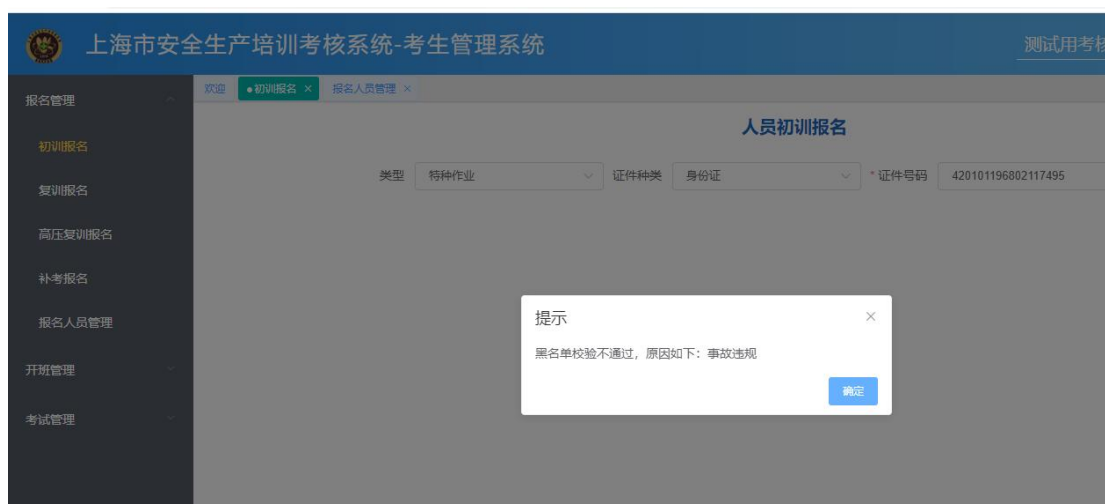 上海市安全生产培训考核系统-考生管理系统
测试用考核
报名管理
初训报名
复训报名
高压复训报名
补考报名
报名人员管理
开班管理
考试管理
欢迎 ●初训报名 × 报名人员管理 ×
人员初训报名
类型 特种作业 证件种类 身份证 *证件号码 420101196802117495
提示 ×
黑名单校验不通过，原因如下：事故违规
确定